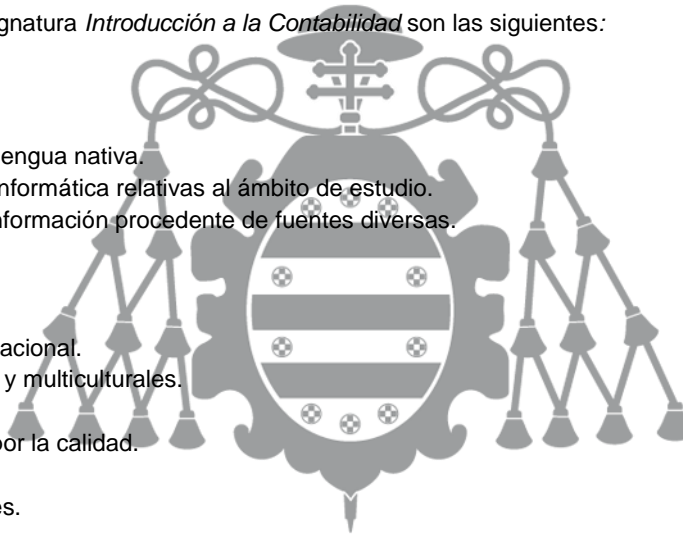 gnatura Introducción a la Contabilidad son las siguientes:
engua nativa.
nformática relativas al ámbito de estudio.
nformación procedente de fuentes diversas.
acional.
y multiculturales.
or la calidad.
es.